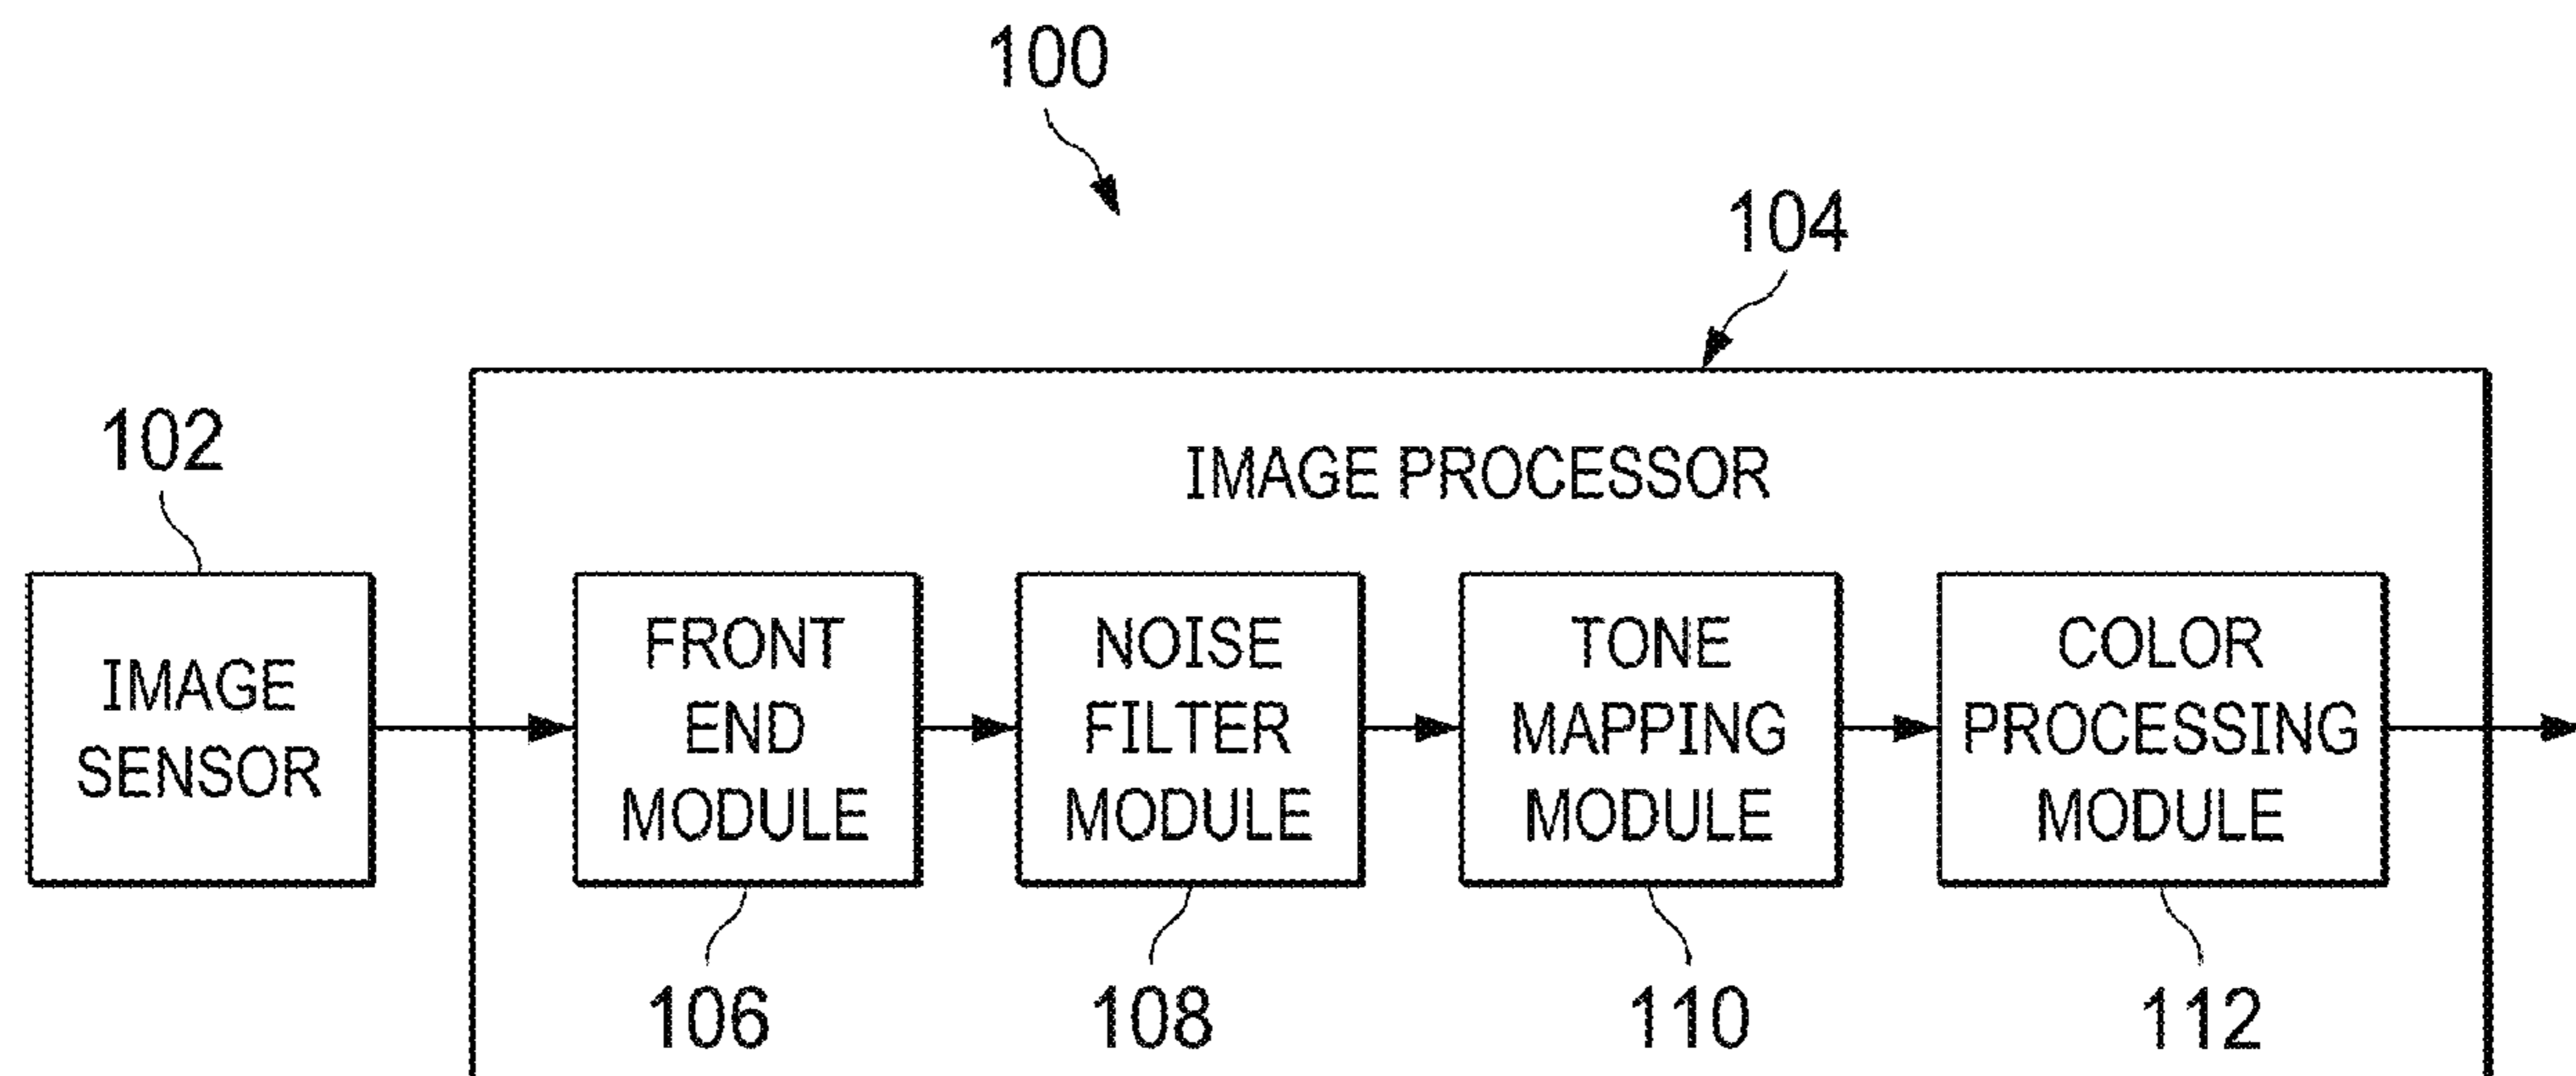 100
104
102
IMAGE PROCESSOR
IMAGE
SENSOR
FRONT
END
MODULE
NOISE
FILTER
MODULE
TONE
MAPPING
MODULE
COLOR
PROCESSING
MODULE
106
108
110
112